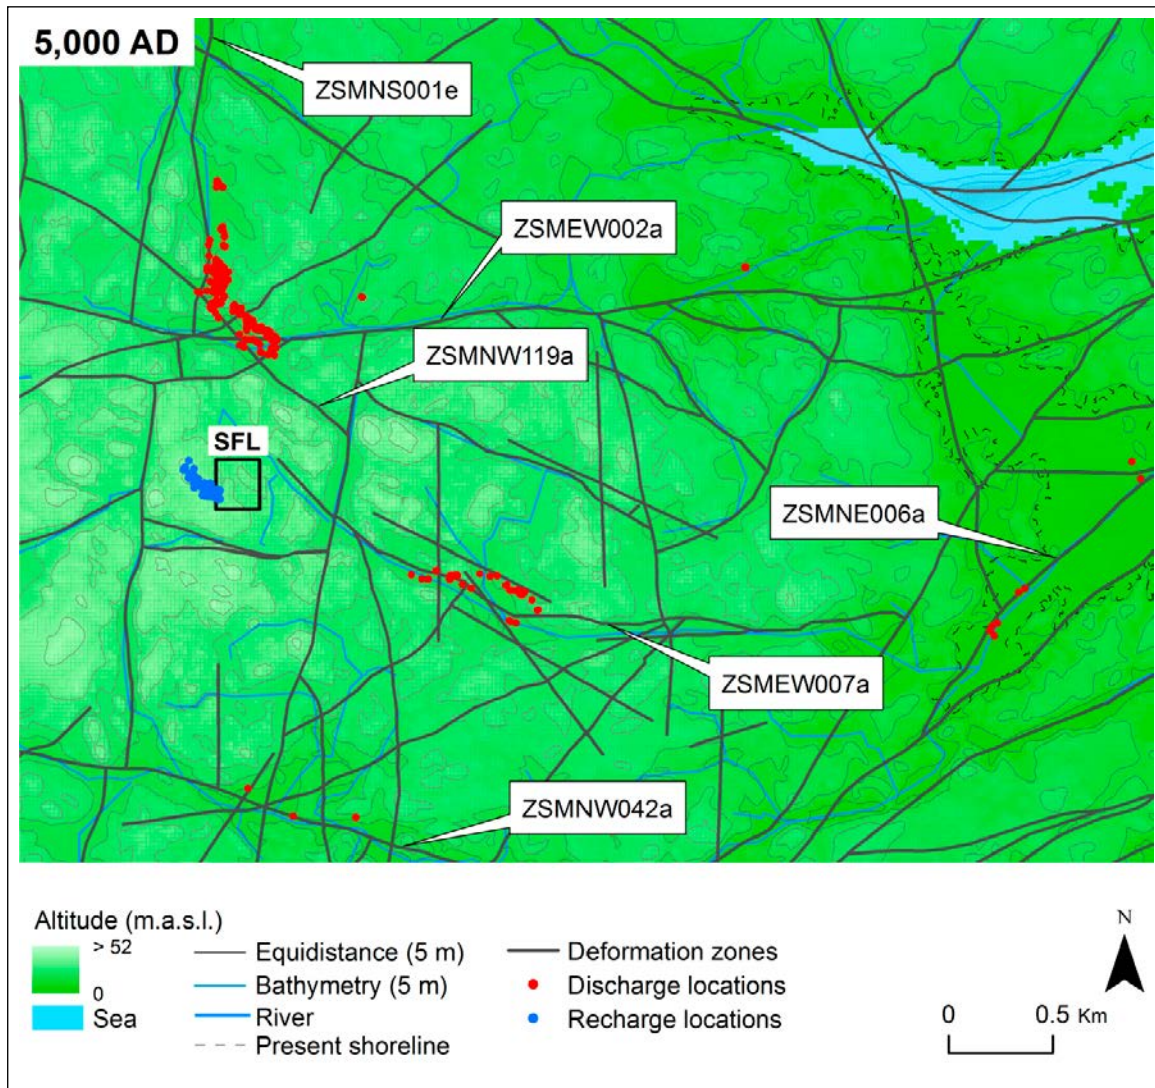 5,000 AD
ZSMNS001e
ZSMEW002a
ZSMNW119a
SFL
ZSMNE006a
ZSMEW007a
ZSMNW042a
Altitude (m.a.s.l.)
> 52
0
Sea
Equidistance (5 m)
Bathymetry (5 m)
River
Present shoreline
Deformation zones
Discharge locations
Recharge locations
N
0 0.5 Km